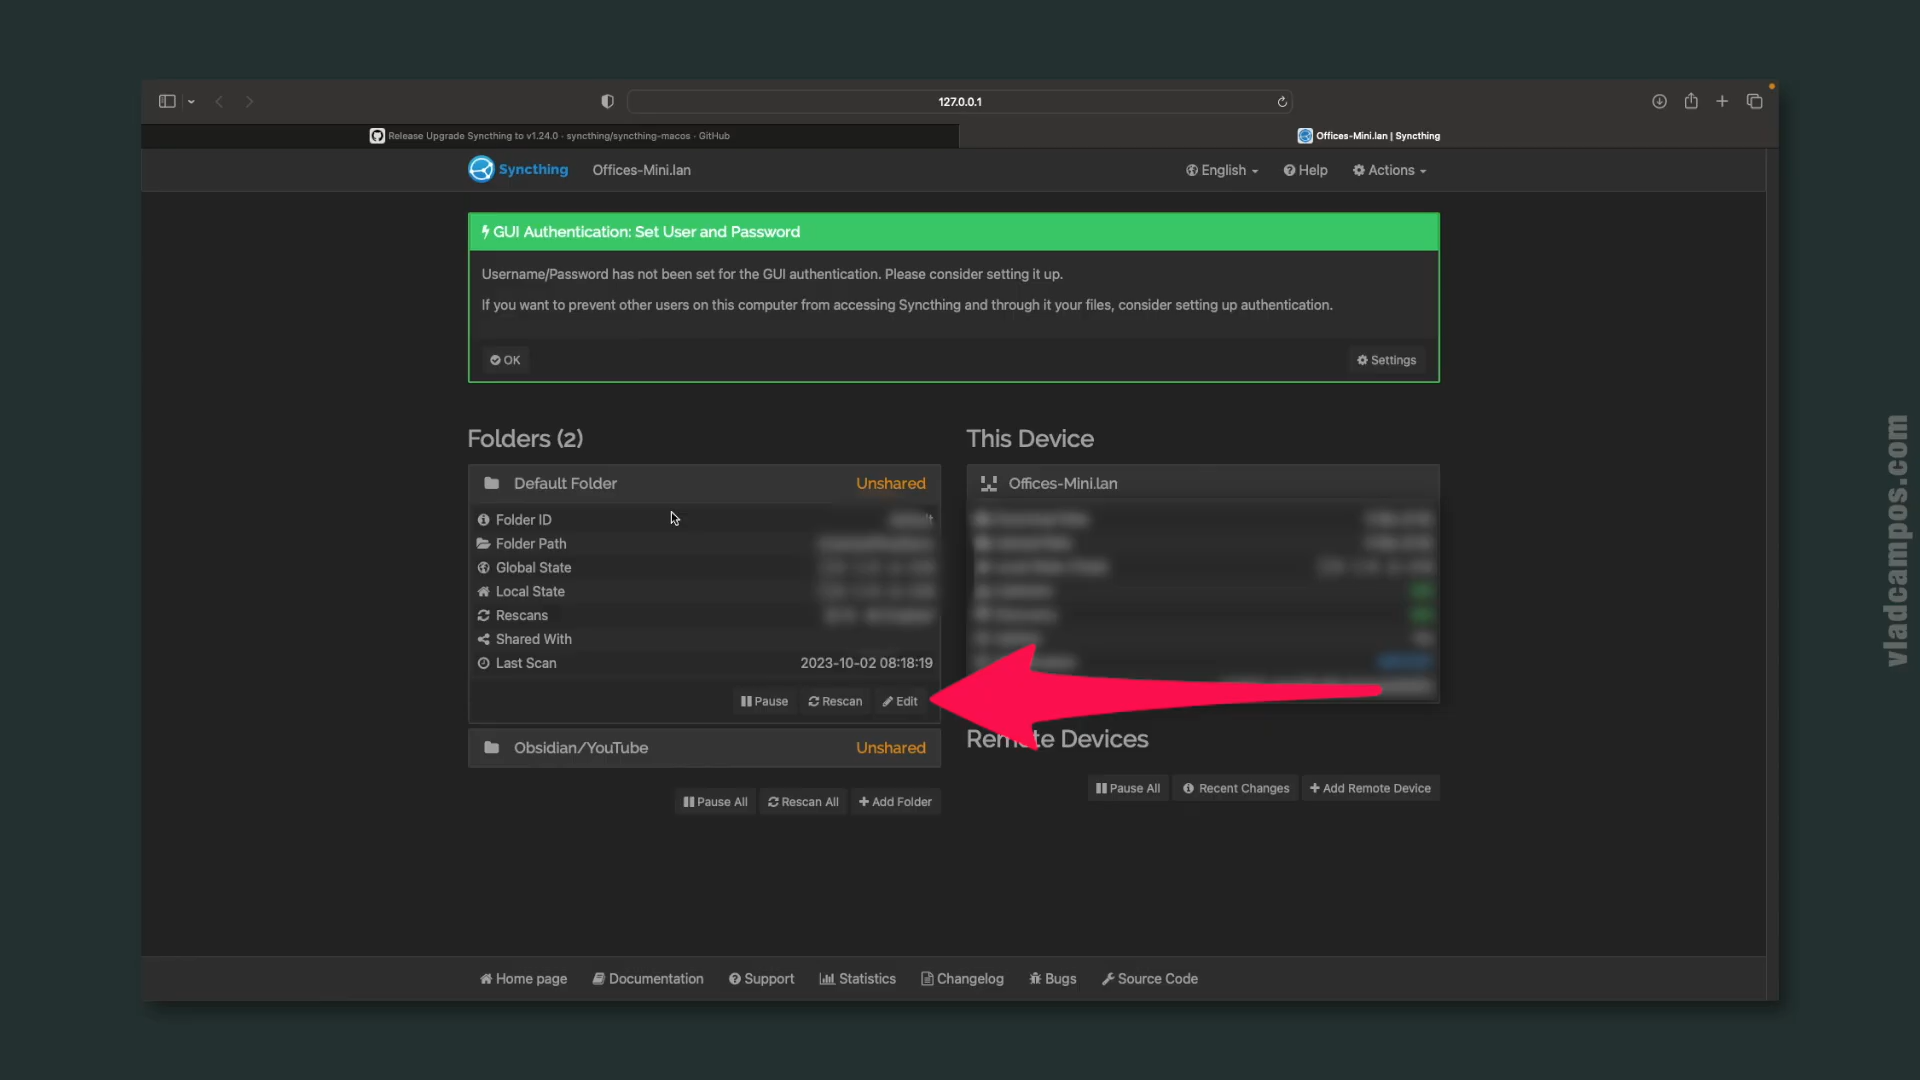 127.0.0.1
Release Upgrade Syncthing to v1.24.0 · syncthing/syncthing-macos · GitHub
Offices-Mini.lan | Syncthing
Syncthing Offices-Mini.lan English Help Actions
GUI Authentication: Set User and Password
Username/Password has not been set for the GUI authentication. Please consider setting it up.
If you want to prevent other users on this computer from accessing Syncthing and through it your files, consider setting up authentication.
OK Settings
Folders (2)
Default Folder Unshared
Folder ID
Folder Path
Global State
Local State
Rescans
Shared With
Last Scan 2023-10-02 08:18:19
Pause Rescan Edit
Obsidian/YouTube Unshared
Pause All Rescan All Add Folder
This Device
Offices-Mini.lan
Remote Devices
Pause All Recent Changes Add Remote Device
Home page Documentation Support Statistics Changelog Bugs Source Code
vladcampos.com